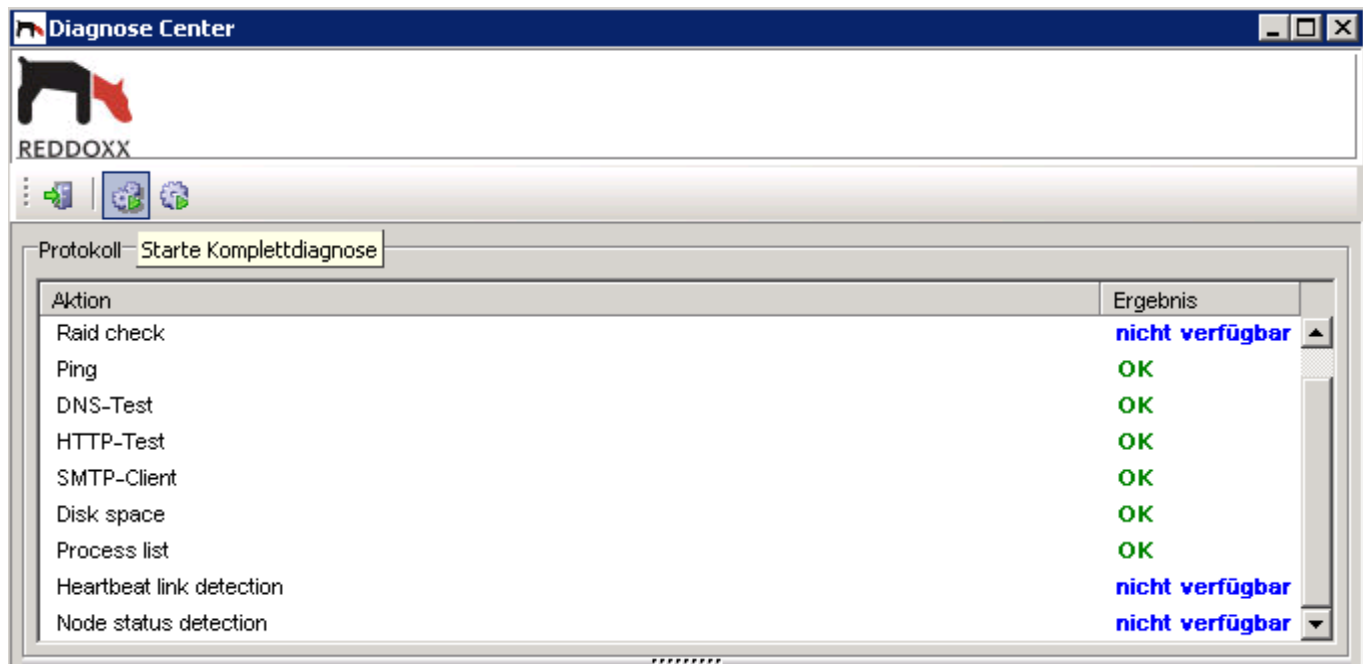 Diagnose Center
REDDOXX
Protokoll Starte Komplettdiagnose
Aktion Ergebnis
Raid check nicht verfügbar
Ping OK
DNS-Test OK
HTTP-Test OK
SMTP-Client OK
Disk space OK
Process list OK
Heartbeat link detection nicht verfügbar
Node status detection nicht verfügbar